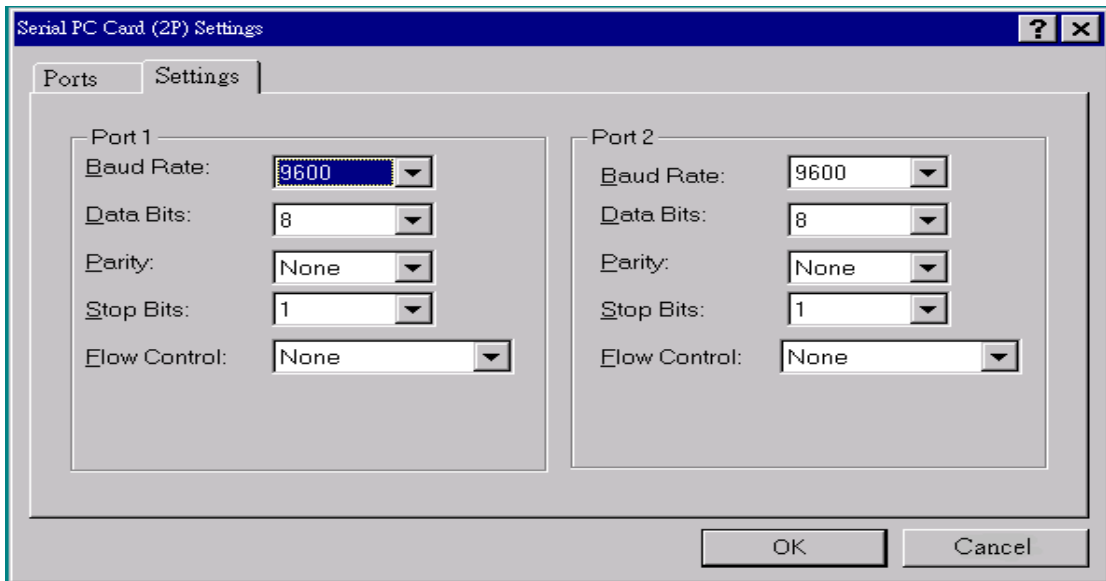 Serial PC Card (2P) Settings
Ports
Settings
Port 1
Baud Rate:
9600
Data Bits:
8
Parity:
None
Stop Bits:
1
Flow Control:
None
Port 2
Baud Rate:
9600
Data Bits:
8
Parity:
None
Stop Bits:
1
Flow Control:
None
OK
Cancel